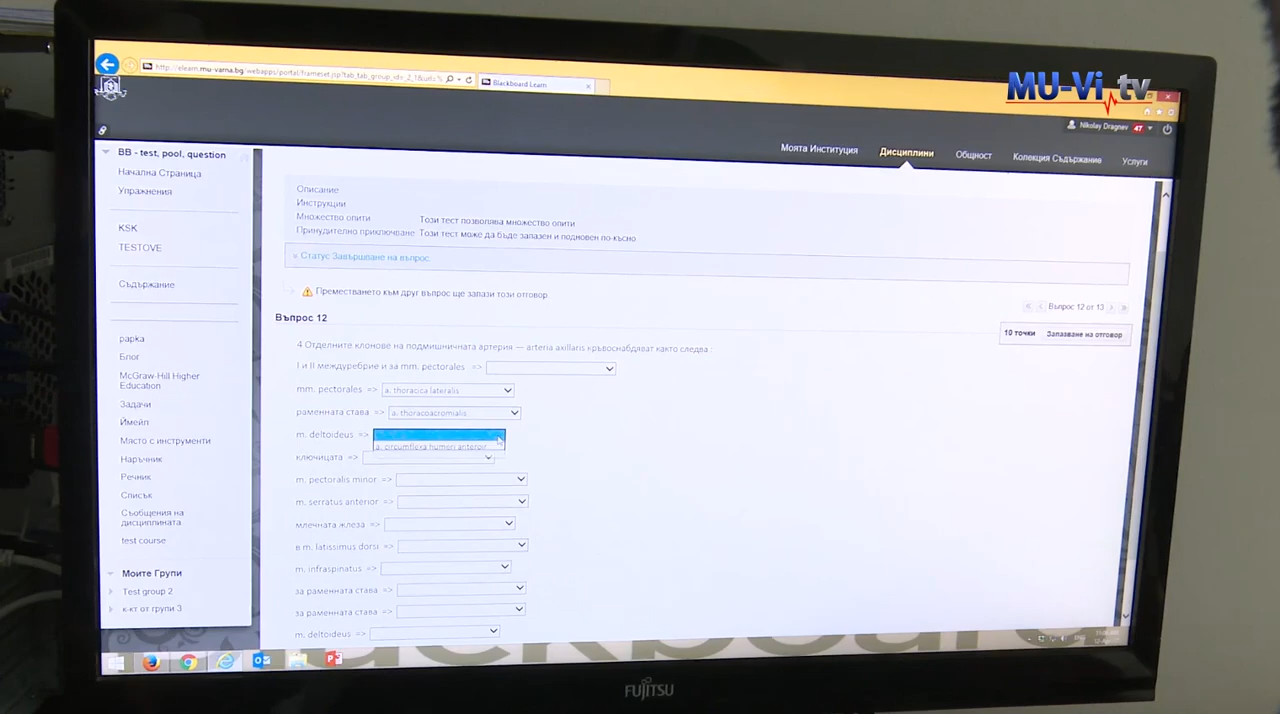 MU-Vi tv
http://elearn.mu-varna.bg/webapps/portal/frameset.jsp?tab_tab_group_id=_2_1&url=%
Blackboard Learn
Nikolay Dragnev 47
Моята Институция Дисциплини Общност Колекция Съдържание Услуги
BB - test, pool, question
Начална Страница
Упражнения
KSK
TESTOVE
Съдържание
papka
Блог
McGraw-Hill Higher
Education
Задачи
Имейл
Място с инструменти
Наръчник
Речник
Списък
Съобщения на
дисциплината
test course
Моите Групи
Test group 2
к-кт от групи 3
Описание
Инструкции
Множество опити Този тест позволява множество опити
Принудително приключване Този тест може да бъде запазен и подновен по-късно
Статус Завършване на въпрос
Преместването към друг въпрос ще запази този отговор.
Въпрос 12 от 13
Въпрос 12
10 точки Запазване на отговор
4 Отделните клонове на подмишничната артерия — arteria axillaris кръвоснабдяват както следва :
I и II междуребрие и за mm. pectorales =>
mm. pectorales => a. thoracica lateralis
раменната става => a. thoracoacromialis
m. deltoideus =>
a. circumflexa humeri anterior
ключицата =>
m. pectoralis minor =>
m. serratus anterior =>
млечната жлеза =>
в m. latissimus dorsi =>
m. infraspinatus =>
за раменната става =>
за раменната става =>
m. deltoideus =>
FUJITSU